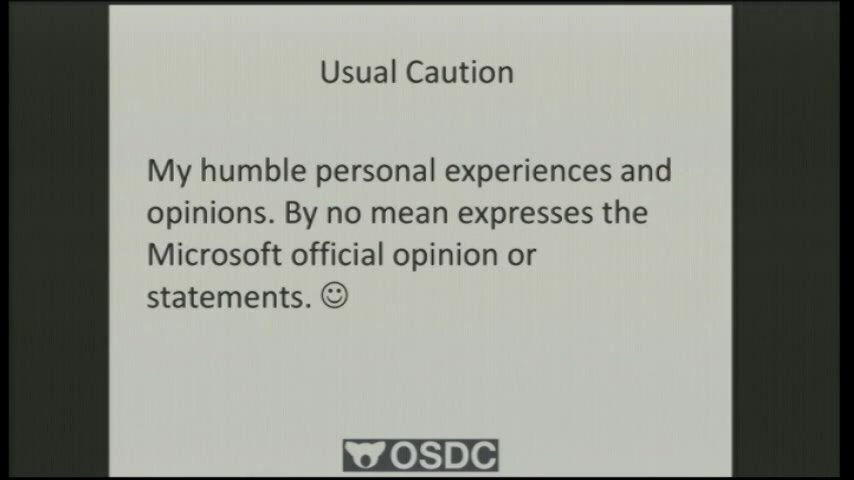 Usual Caution
My humble personal experiences and
opinions. By no mean expresses the
Microsoft official opinion or
statements. ☺
OSDC